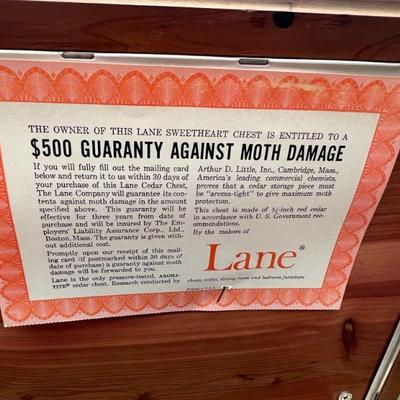 THE OWNER OF THIS LANE SWEETHEART CHEST IS ENTITLED TO A
$500 GUARANTY AGAINST MOTH DAMAGE
If you will fully fill out the mailing card
below and return it to us within 30 days of
your purchase of this Lane Cedar Chest,
The Lane Company will guarantee its con-
tents against moth damage in the amount
specified above. This guaranty will be
effective for three years from date of
purchase and will be insured by The Em-
ployers' Liability Assurance Corp., Ltd.,
Boston, Mass. The guaranty is given with-
out additional cost.
Promptly upon our receipt of this mail-
ing card (if postmarked within 30 days of
date of purchase) a guaranty against moth
damage will be forwarded to you.
Lane is the only pressure-tested, AROMA-
TITE® cedar chest. Research conducted by
Arthur D. Little, Inc., Cambridge, Mass.,
America's leading commercial chemists,
proves that a cedar storage piece must
be "aroma-tight" to give maximum moth
protection.
This chest is made of ¾-inch red cedar
in accordance with U. S. Government rec-
ommendations.
By the makers of
Lane®
chests, tables, dining room and bedroom furniture